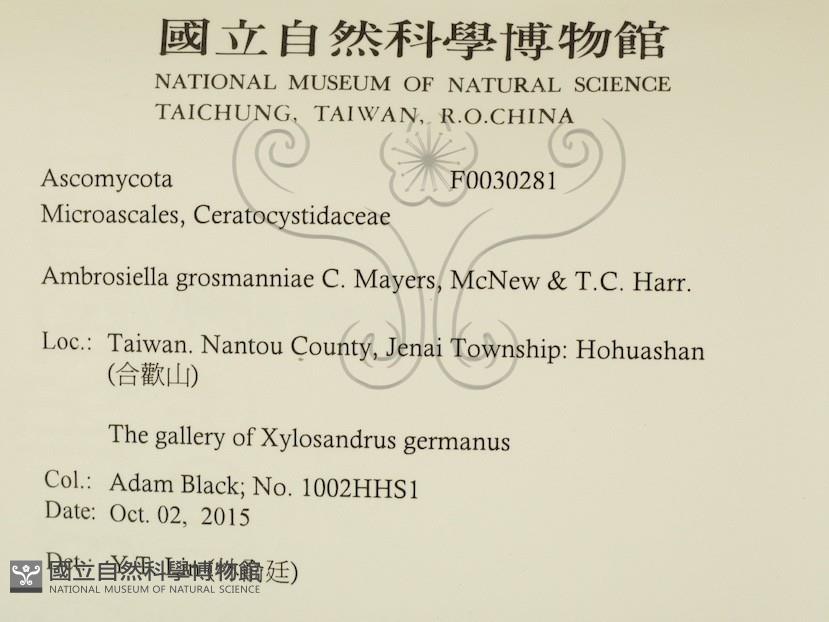 國立自然科學博物館
NATIONAL MUSEUM OF NATURAL SCIENCE
TAICHUNG, TAIWAN, R.O.CHINA
Ascomycota F0030281
Microascales, Ceratocystidaceae
Ambrosiella grosmanniae C. Mayers, McNew & T.C. Harr.
Loc.: Taiwan. Nantou County, Jenai Township: Hohuashan
(合歡山)
The gallery of Xylosandrus germanus
Col.: Adam Black; No. 1002HHS1
Date: Oct. 02, 2015
Det.: 廷)
國立自然科學博物館
NATIONAL MUSEUM OF NATURAL SCIENCE